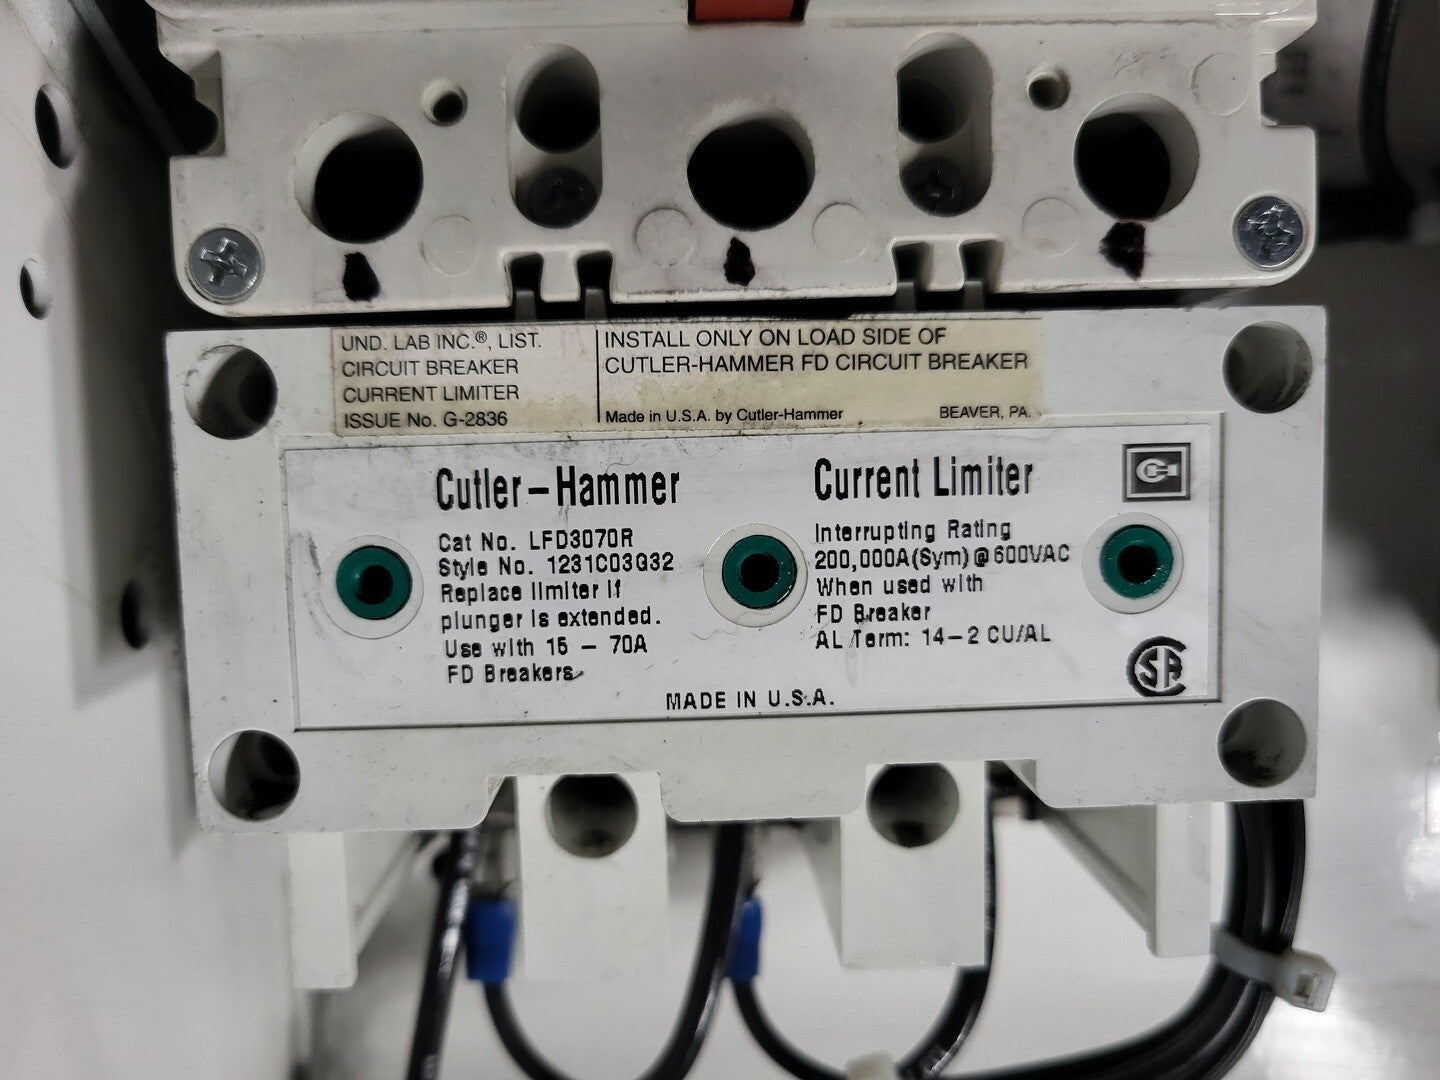 UND. LAB INC.®, LIST.
CIRCUIT BREAKER
CURRENT LIMITER
ISSUE No. G-2836
INSTALL ONLY ON LOAD SIDE OF
CUTLER-HAMMER FD CIRCUIT BREAKER
Made in U.S.A. by Cutler-Hammer BEAVER, PA.
Cutler-Hammer
Cat No. LFD3070R
Style No. 1231C03G32
Replace limiter if
plunger is extended.
Use with 15 - 70A
FD Breakers
Current Limiter
Interrupting Rating
200,000A(Sym)@600VAC
When used with
FD Breaker
AL Term: 14-2 CU/AL
CH
SA
MADE IN U.S.A.